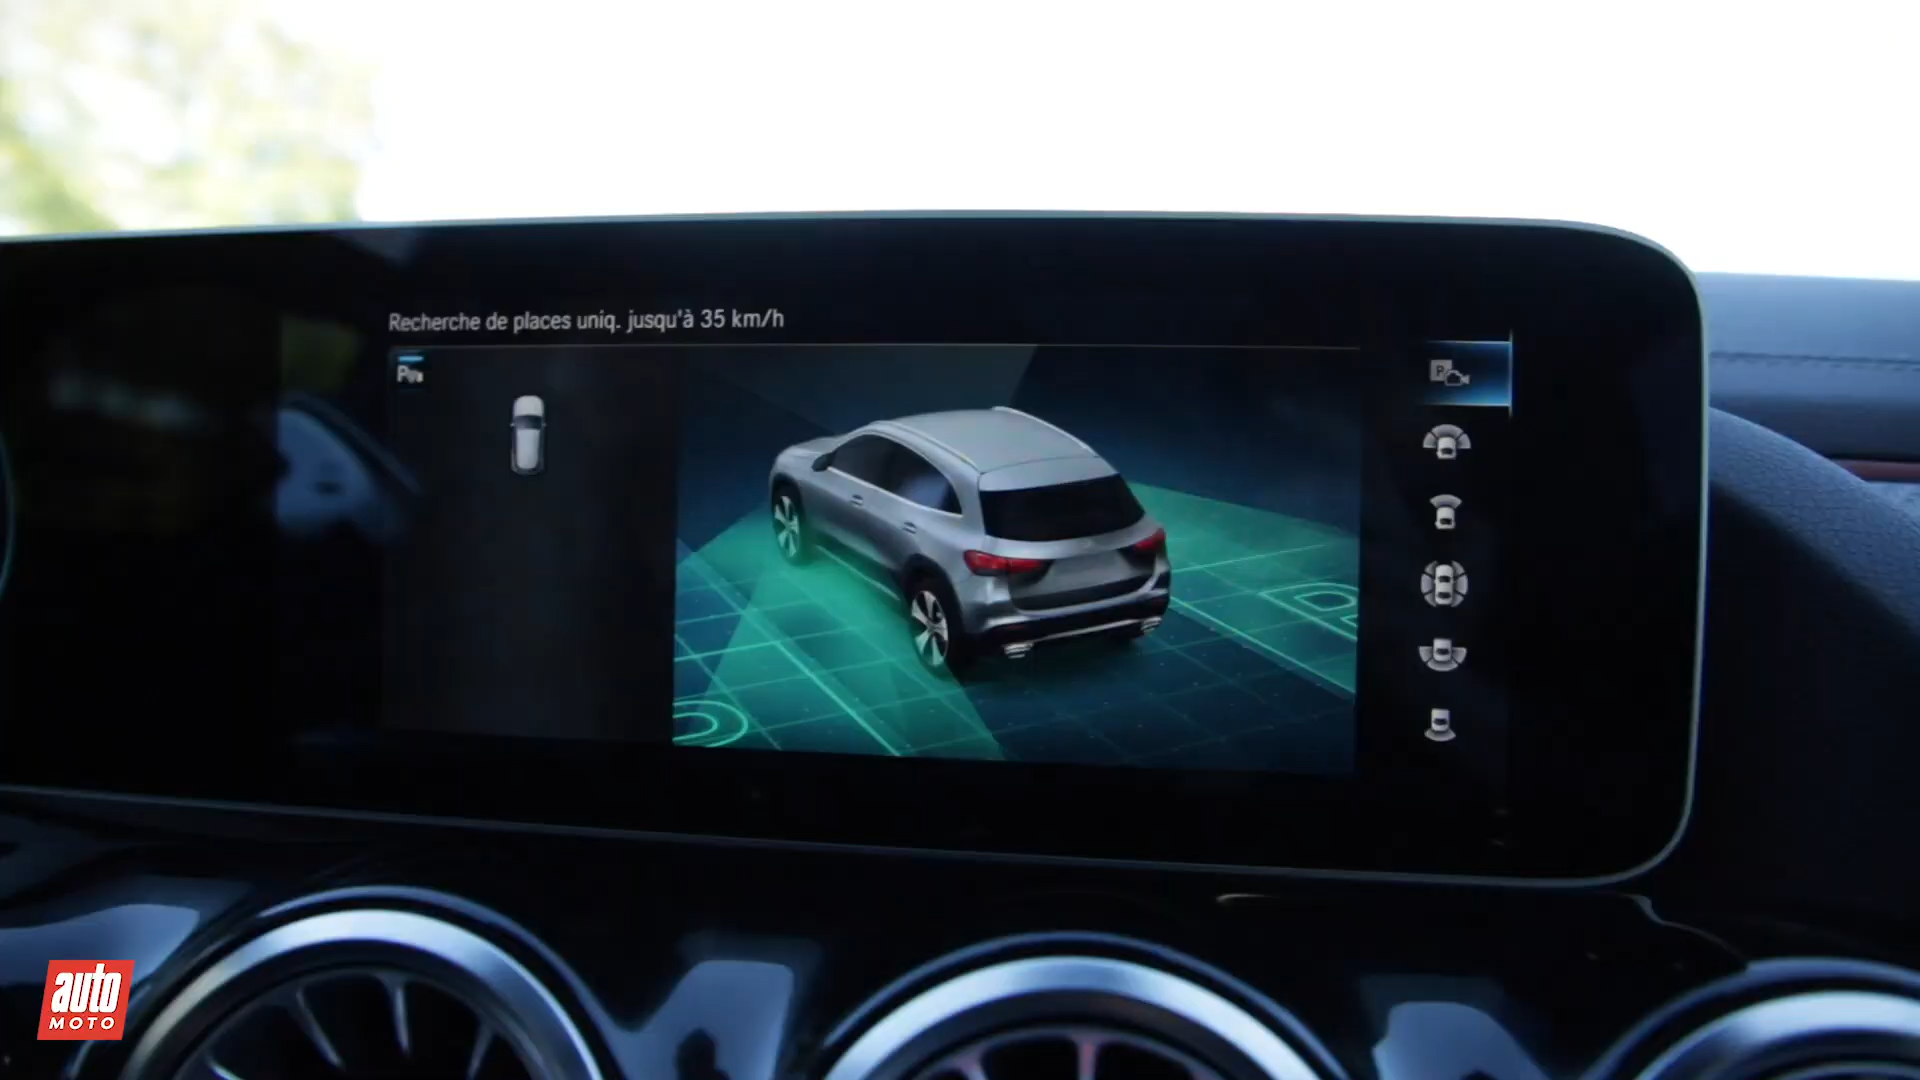 Recherche de places uniq. jusqu'à 35 km/h
P
P
P
auto
MOTO